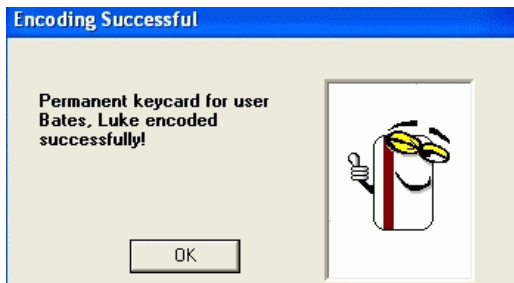 Encoding Successful
Permanent keycard for user
Bates, Luke encoded
successfully!
OK